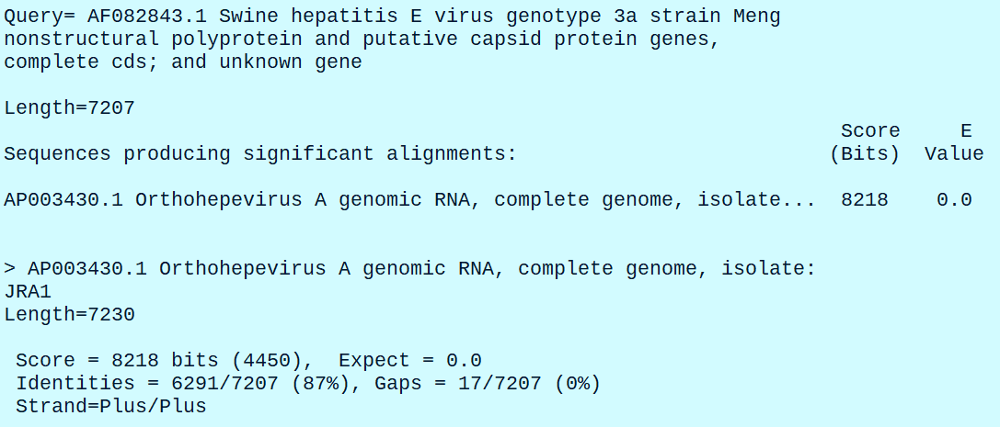 Query= AF082843.1 Swine hepatitis E virus genotype 3a strain Meng
nonstructural polyprotein and putative capsid protein genes,
complete cds; and unknown gene
Length=7207
Score E
Sequences producing significant alignments: (Bits) Value
AP003430.1 Orthohepevirus A genomic RNA, complete genome, isolate... 8218 0.0
> AP003430.1 Orthohepevirus A genomic RNA, complete genome, isolate:
JRA1
Length=7230
Score = 8218 bits (4450), Expect = 0.0
Identities = 6291/7207 (87%), Gaps = 17/7207 (0%)
Strand=Plus/Plus